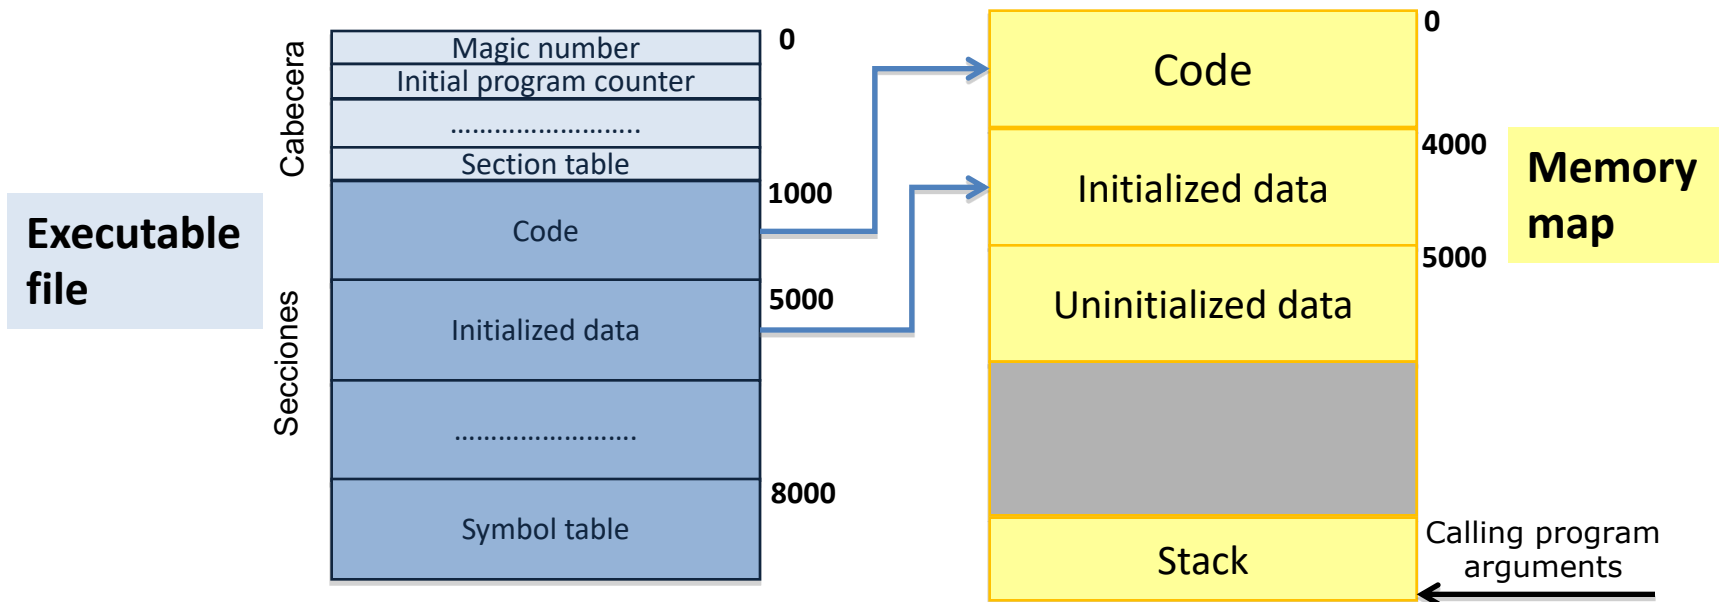 Executable
file
Cabecera
Secciones
Magic number
Initial program counter
……………………..
Section table
Code
Initialized data
…………………….
Symbol table
0
1000
5000
8000
Code
Initialized data
Uninitialized data
Stack
0
4000
5000
Memory
map
Calling program
arguments